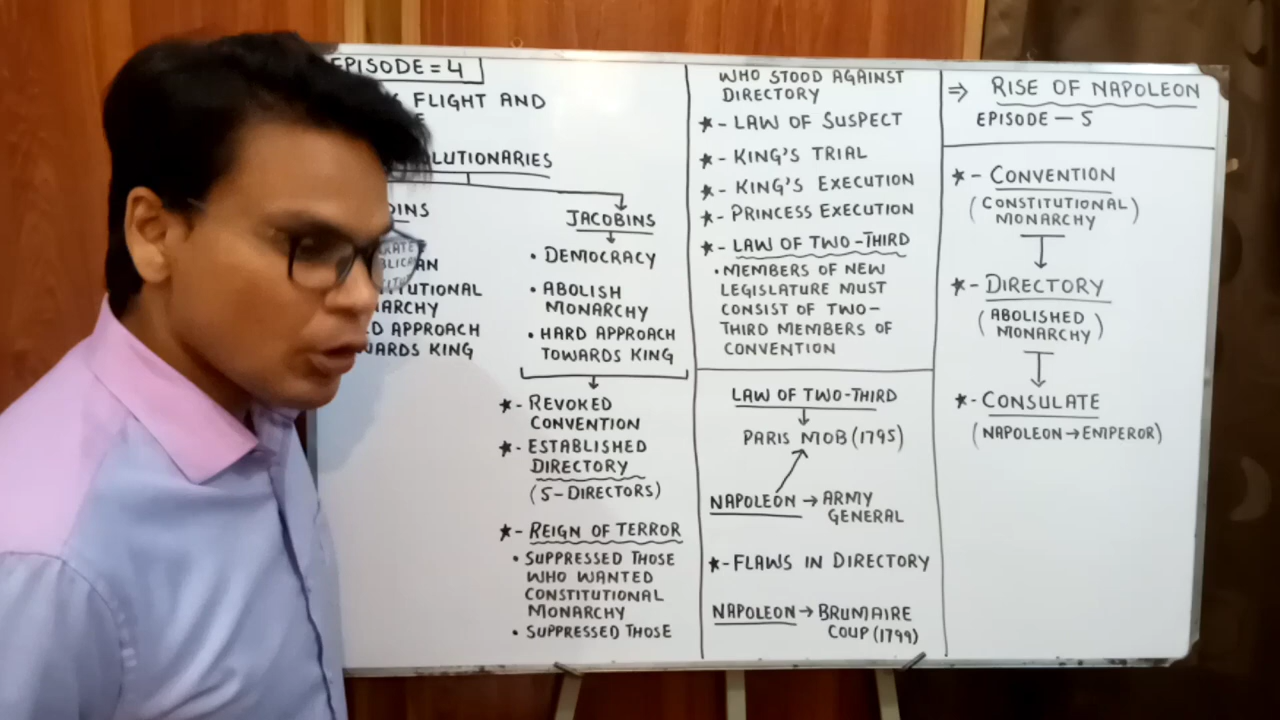 EPISODE = 4
FLIGHT AND
JACOBINS
• DEMOCRACY
• ABOLISH
MONARCHY
• HARD APPROACH
TOWARDS KING
APPROACH
KING
★- REVOKED
CONVENTION
★- ESTABLISHED
DIRECTORY
(5-DIRECTORS)
★- REIGN OF TERROR
• SUPPRESSED THOSE
WHO WANTED
CONSTITUTIONAL
MONARCHY
• SUPPRESSED THOSE
WHO STOOD AGAINST
DIRECTORY
★- LAW OF SUSPECT
★- KING'S TRIAL
★- KING'S EXECUTION
★- PRINCESS EXECUTION
★- LAW OF TWO-THIRD
• MEMBERS OF NEW
LEGISLATURE MUST
CONSIST OF TWO-
THIRD MEMBERS OF
CONVENTION
LAW OF TWO-THIRD
PARIS MOB (1795)
NAPOLEON → ARMY
GENERAL
★- FLAWS IN DIRECTORY
NAPOLEON → BRUMAIRE
COUP (1799)
⇒ RISE OF NAPOLEON
EPISODE - 5
★- CONVENTION
(CONSTITUTIONAL
MONARCHY)
★- DIRECTORY
(ABOLISHED
MONARCHY)
★- CONSULATE
(NAPOLEON → EMPEROR)